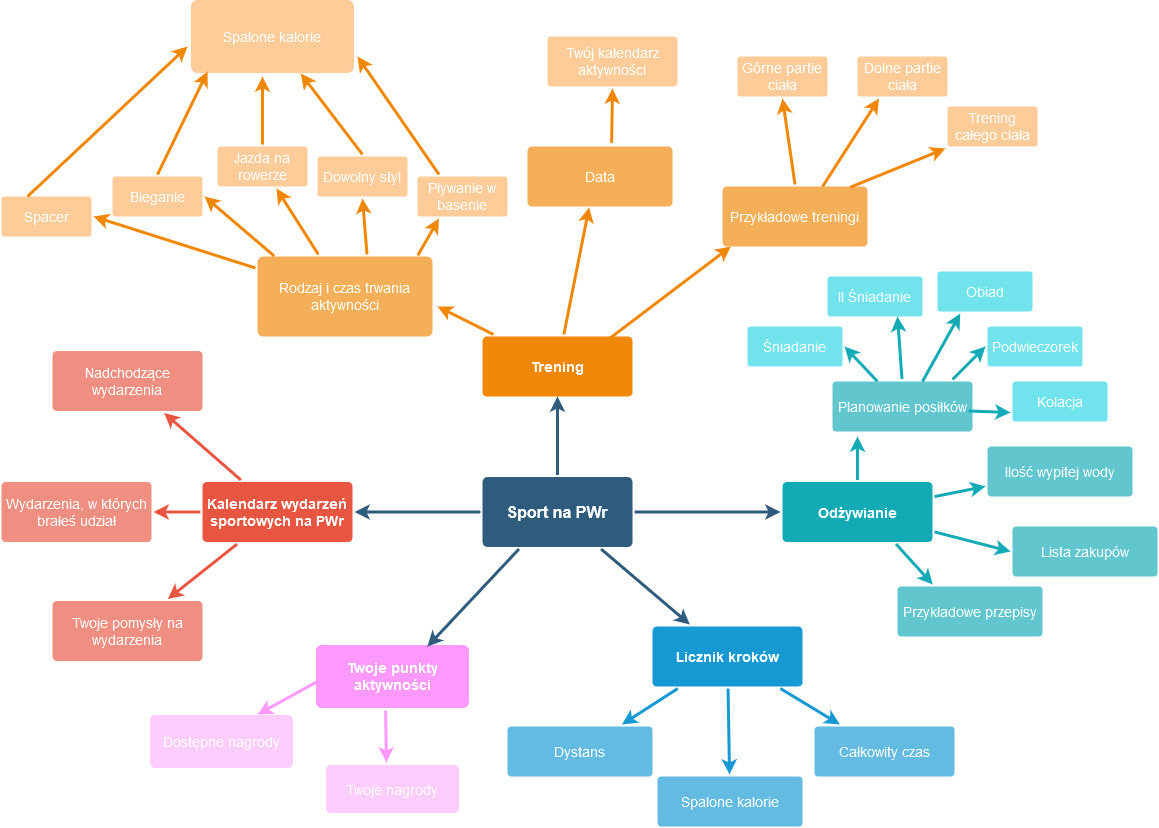 Spalone kalorie
Twój kalendarz
aktywności
Górne partie
ciała
Dolne partie
ciała
Trening
całego ciała
Jazda na
rowerze
Dowolny styl
Data
Spacer
Bieganie
Pływanie w
basenie
Przykładowe treningi
Rodzaj i czas trwania
aktywności
II Śniadanie
Obiad
Śniadanie
Podwieczorek
Trening
Nadchodzące
wydarzenia
Planowanie posiłków
Kolacja
Ilość wypitej wody
Wydarzenia, w których
brałeś udział
Kalendarz wydarzeń
sportowych na PWr
Sport na PWr
Odżywianie
Lista zakupów
Przykładowe przepisy
Twoje pomysły na
wydarzenia
Twoje punkty
aktywności
Licznik kroków
Dostępne nagrody
Twoje nagrody
Dystans
Całkowity czas
Spalone kalorie